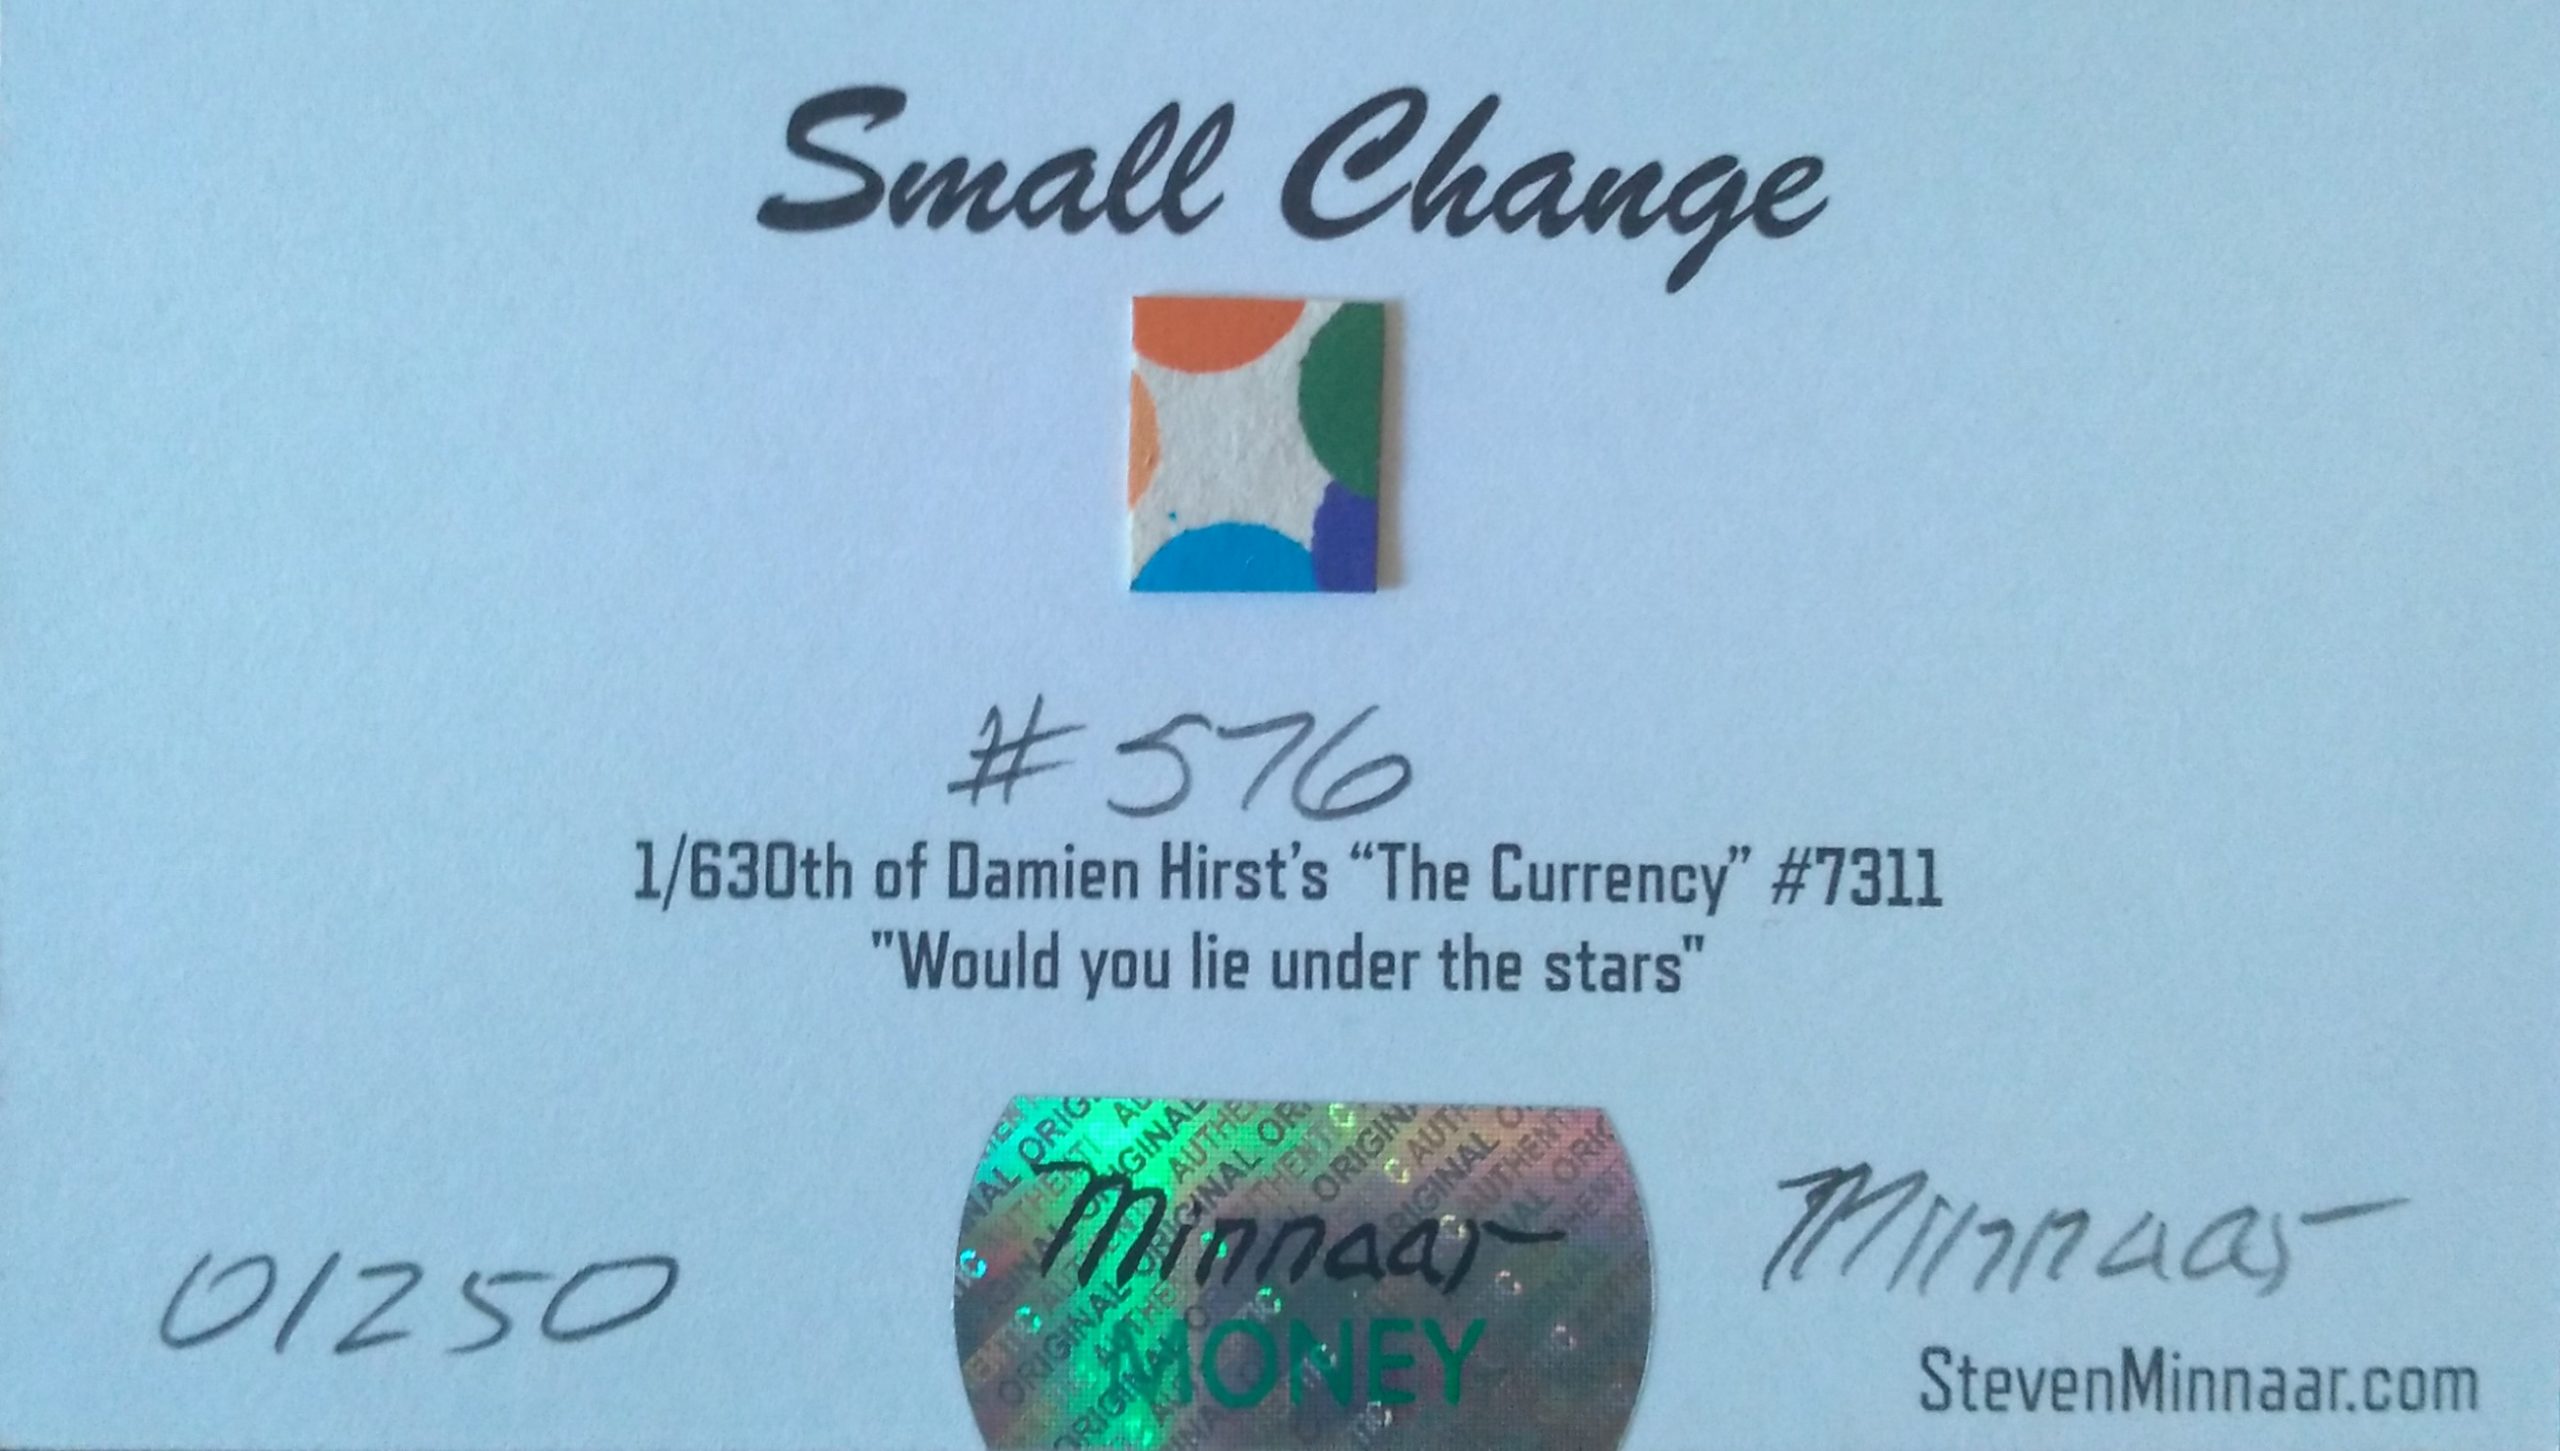 Small Change
# 576
1/630th of Damien Hirst’s “The Currency” #7311
"Would you lie under the stars"
01250
Minnaar
MONEY
Minnaar
StevenMinnaar.com